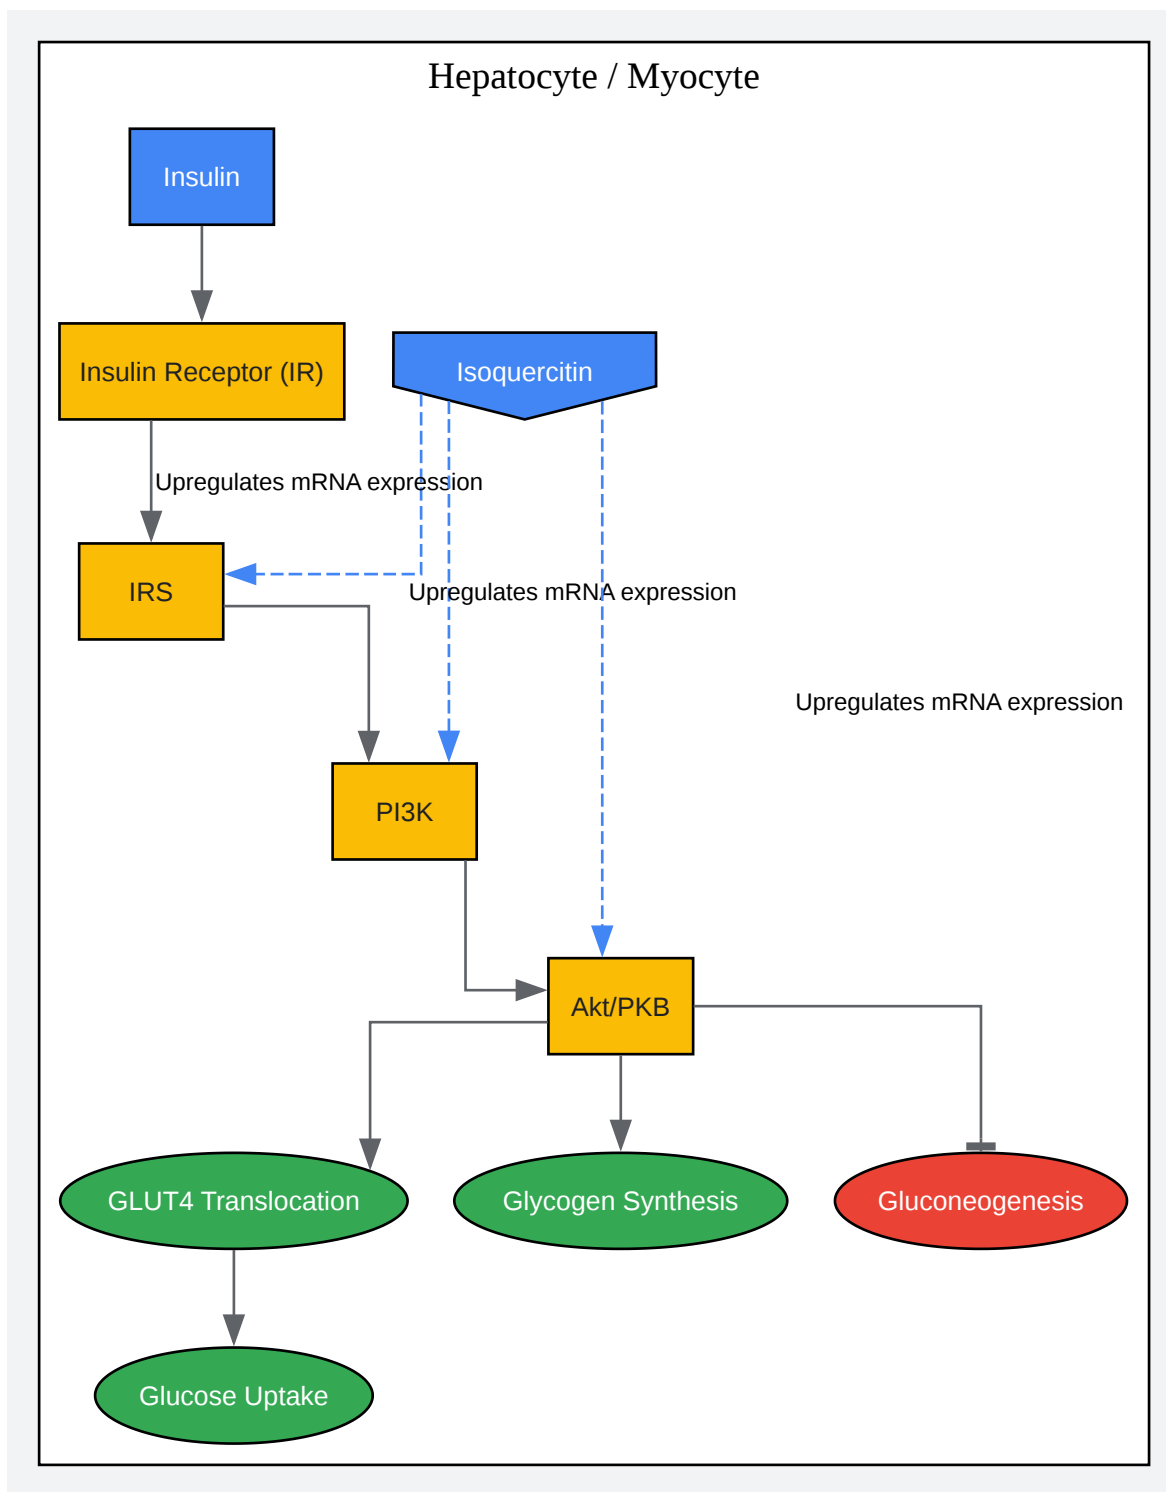 Hepatocyte / Myocyte
Insulin
Insulin Receptor (IR)
Isoquercitin
Upregulates mRNA expression
IRS
Upregulates mRNA expression
Upregulates mRNA expression
PI3K
Akt/PKB
GLUT4 Translocation
Glycogen Synthesis
Gluconeogenesis
Glucose Uptake